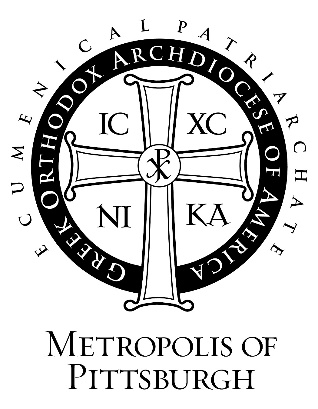 ECUMENICAL PATRIARCHATE
GREEK ORTHODOX ARCHDIOCESE OF AMERICA
IC XC
NI KA
METROPOLIS OF
PITTSBURGH